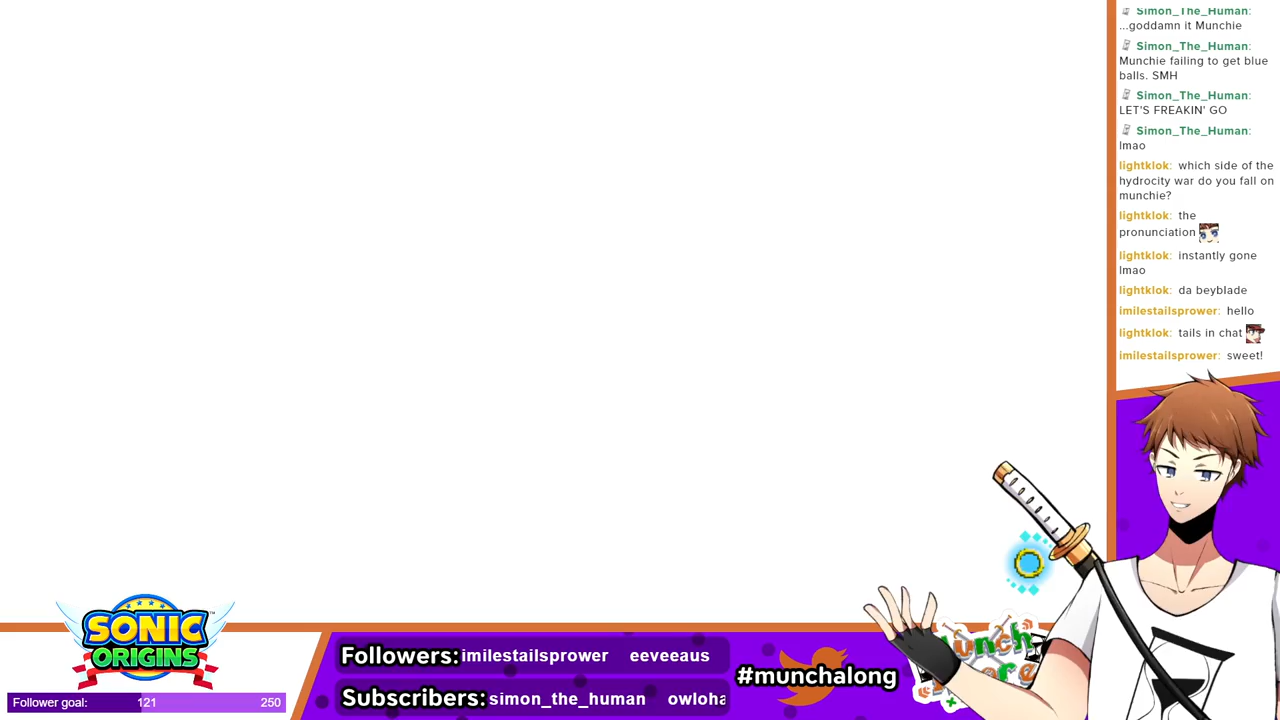 Simon_The_Human:
...goddamn it Munchie
Simon_The_Human:
Munchie failing to get blue
balls. SMH
Simon_The_Human:
LET'S FREAKIN' GO
Simon_The_Human:
lmao
lightklok: which side of the
hydrocity war do you fall on
munchie?
lightklok: the
pronunciation
lightklok: instantly gone
lmao
lightklok: da beyblade
imilestailsprower: hello
lightklok: tails in chat
imilestailsprower: sweet!
SONIC
ORIGINS
TM
Follower goal: 121 250
Followers: imilestailsprower eeveeaus
Subscribers: simon_the_human owloha
#munchalong